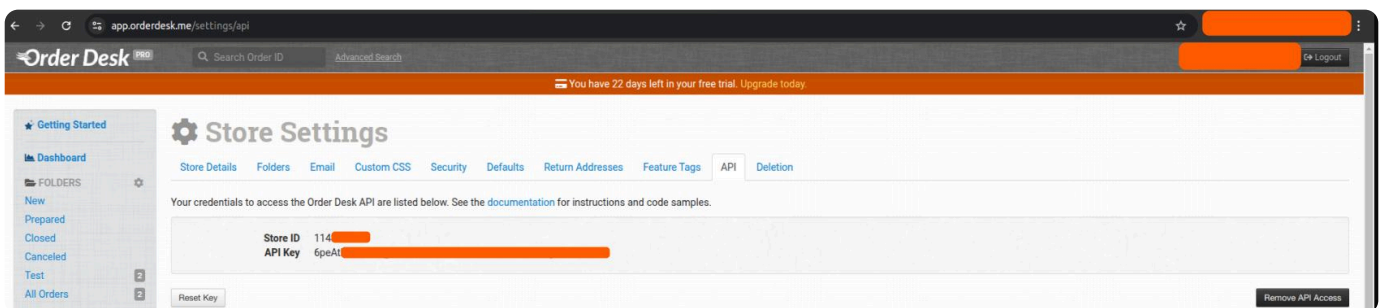 app.orderdesk.me/settings/api
Order Desk PRO
Search Order ID
Advanced Search
Logout
You have 22 days left in your free trial. Upgrade today.
Getting Started
Dashboard
FOLDERS
New
Prepared
Closed
Canceled
Test 2
All Orders 2
Store Settings
Store Details Folders Email Custom CSS Security Defaults Return Addresses Feature Tags API Deletion
Your credentials to access the Order Desk API are listed below. See the documentation for instructions and code samples.
Store ID 114
API Key 6peAt
Reset Key
Remove API Access